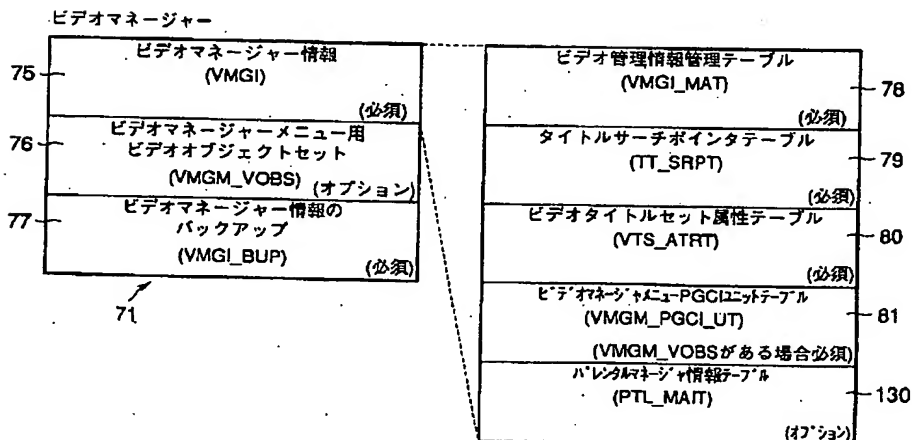 ビデオマネージャー
75
ビデオマネージャー情報
(VMGI)
(必須)
76
ビデオマネージャーメニュー用
ビデオオブジェクトセット
(VMGM_VOBS) (オプション)
77
ビデオマネージャー情報の
バックアップ
(VMGI_BUP)
(必須)
71
ビデオ管理情報管理テーブル
(VMGI_MAT)
(必須)
78
タイトルサーチポインタテーブル
(TT_SRPT)
(必須)
79
ビデオタイトルセット属性テーブル
(VTS_ATRT)
(必須)
80
ビデオマネージャメニューPGCIユニットテーブル
(VMGM_PGCI_UT)
(VMGM_VOBSがある場合必須)
81
パレンタルマネージャ情報テーブル
(PTL_MAIT)
(オプション)
130